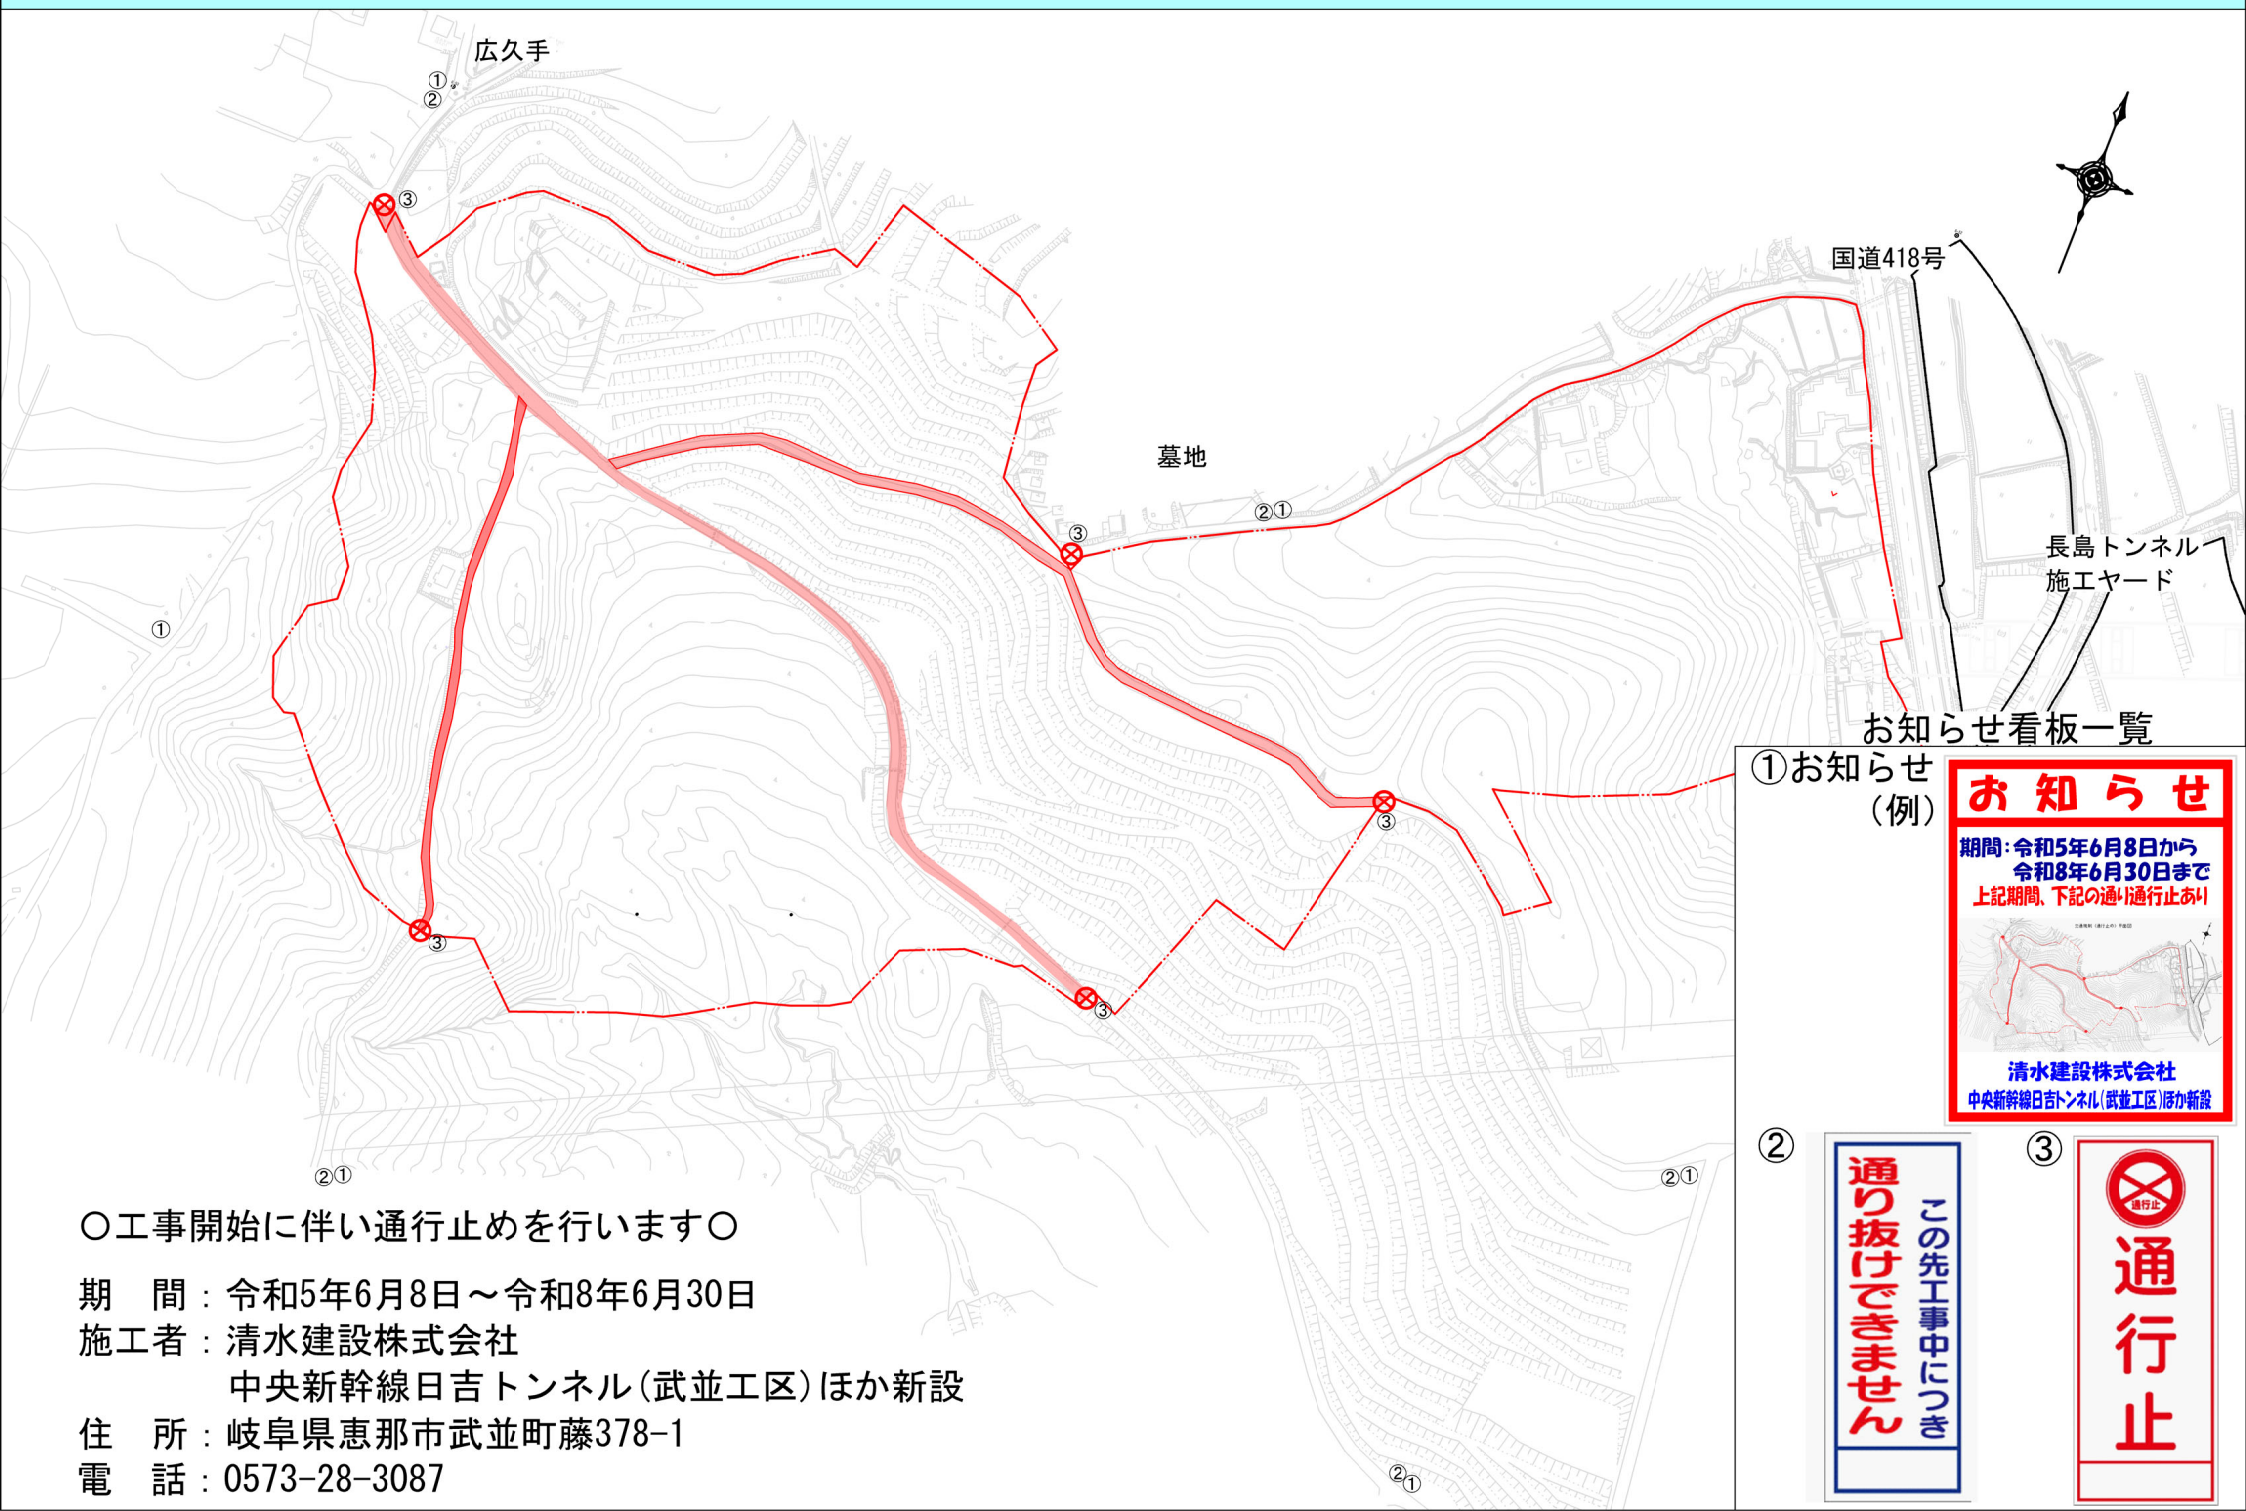 広久手
①
②
③
国道418号
墓地
②①
③
長島トンネル
施工ヤード
①
③
③
③
②①
②①
②①
〇工事開始に伴い通行止めを行います〇
期　間：令和5年6月8日～令和8年6月30日
施工者：清水建設株式会社
中央新幹線日吉トンネル(武並工区)ほか新設
住　所：岐阜県恵那市武並町藤378-1
電　話：0573-28-3087
お知らせ看板一覧
①お知らせ
（例）
お知らせ
期間：令和5年6月8日から
令和8年6月30日まで
上記期間、下記の通り通行止あり
清水建設株式会社
中央新幹線日吉トンネル(武並工区)ほか新設
②
この先工事中につき
通り抜けできません
③
通行止
通行止